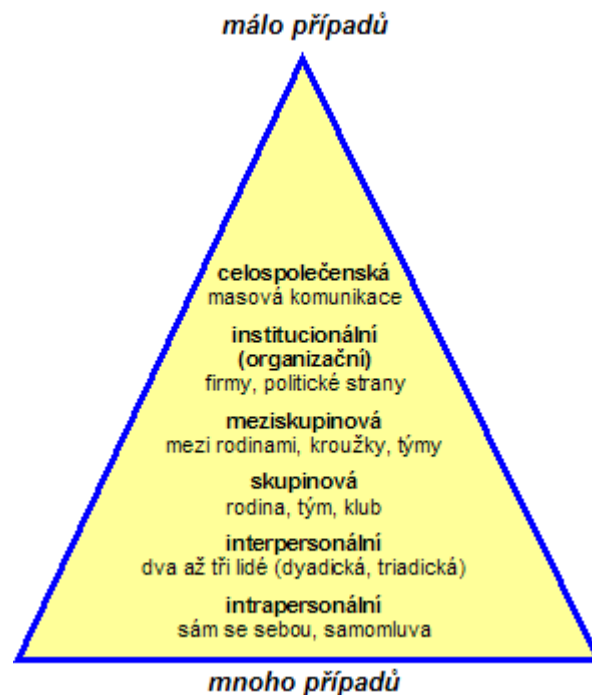 málo případů
celospolečenská
masová komunikace
institucionální
(organizační)
firmy, politické strany
meziskupinová
mezi rodinami, kroužky, týmy
skupinová
rodina, tým, klub
interpersonální
dva až tři lidé (dyadická, triadická)
intrapersonální
sám se sebou, samomluva
mnoho případů